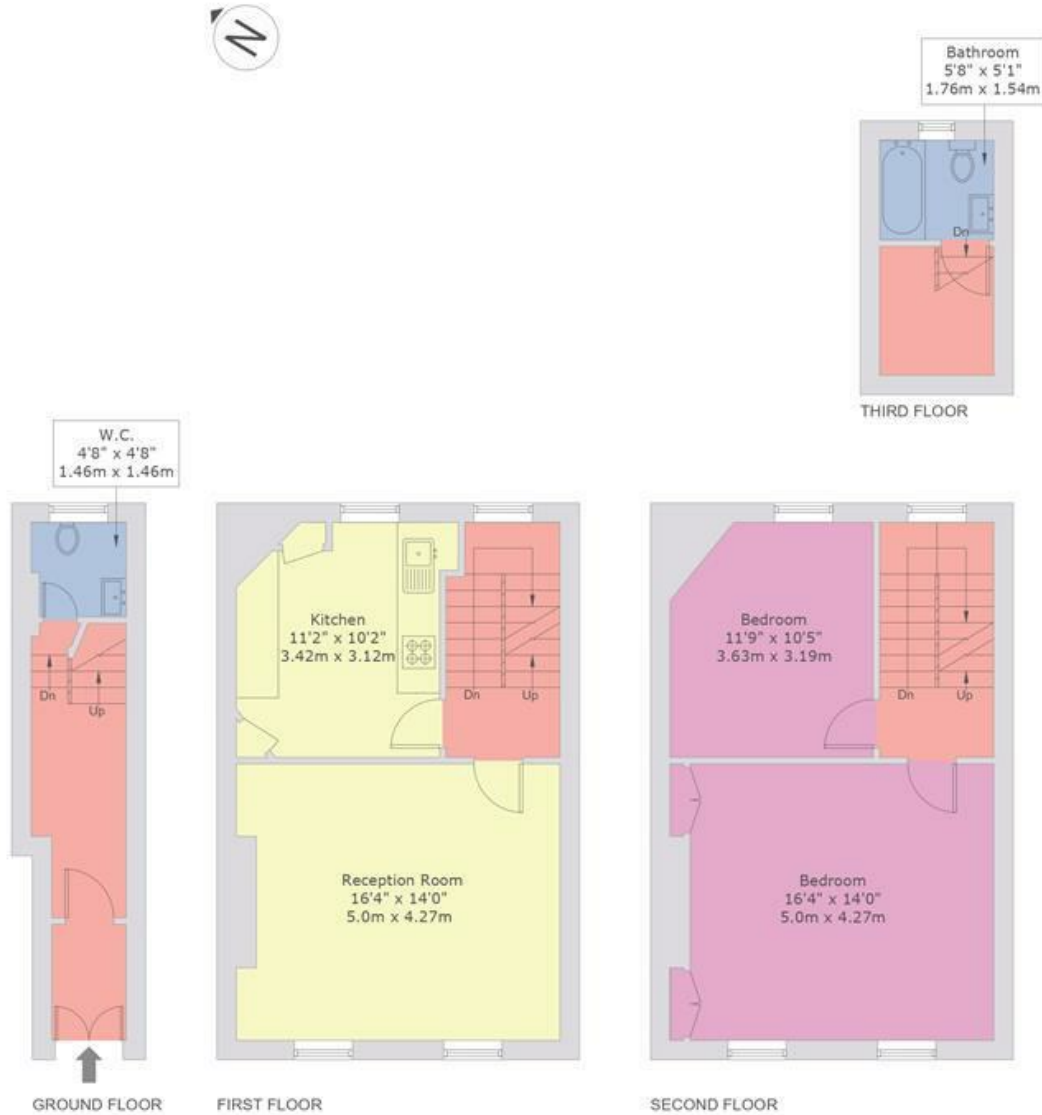 N
Bathroom
5'8" x 5'1"
1.76m x 1.54m
Dn
THIRD FLOOR
W.C.
4'8" x 4'8"
1.46m x 1.46m
Dn
Up
GROUND FLOOR
Kitchen
11'2" x 10'2"
3.42m x 3.12m
Dn
Up
Reception Room
16'4" x 14'0"
5.0m x 4.27m
FIRST FLOOR
Bedroom
11'9" x 10'5"
3.63m x 3.19m
Dn
Up
Bedroom
16'4" x 14'0"
5.0m x 4.27m
SECOND FLOOR